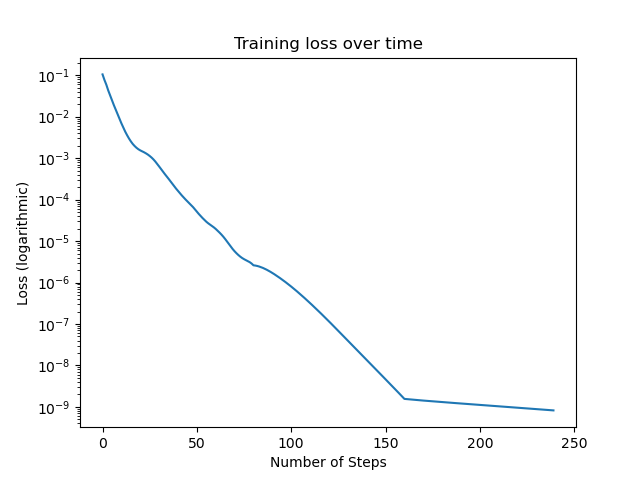 Training loss over time
Loss (logarithmic)
10⁻¹
10⁻²
10⁻³
10⁻⁴
10⁻⁵
10⁻⁶
10⁻⁷
10⁻⁸
10⁻⁹
0 50 100 150 200 250
Number of Steps